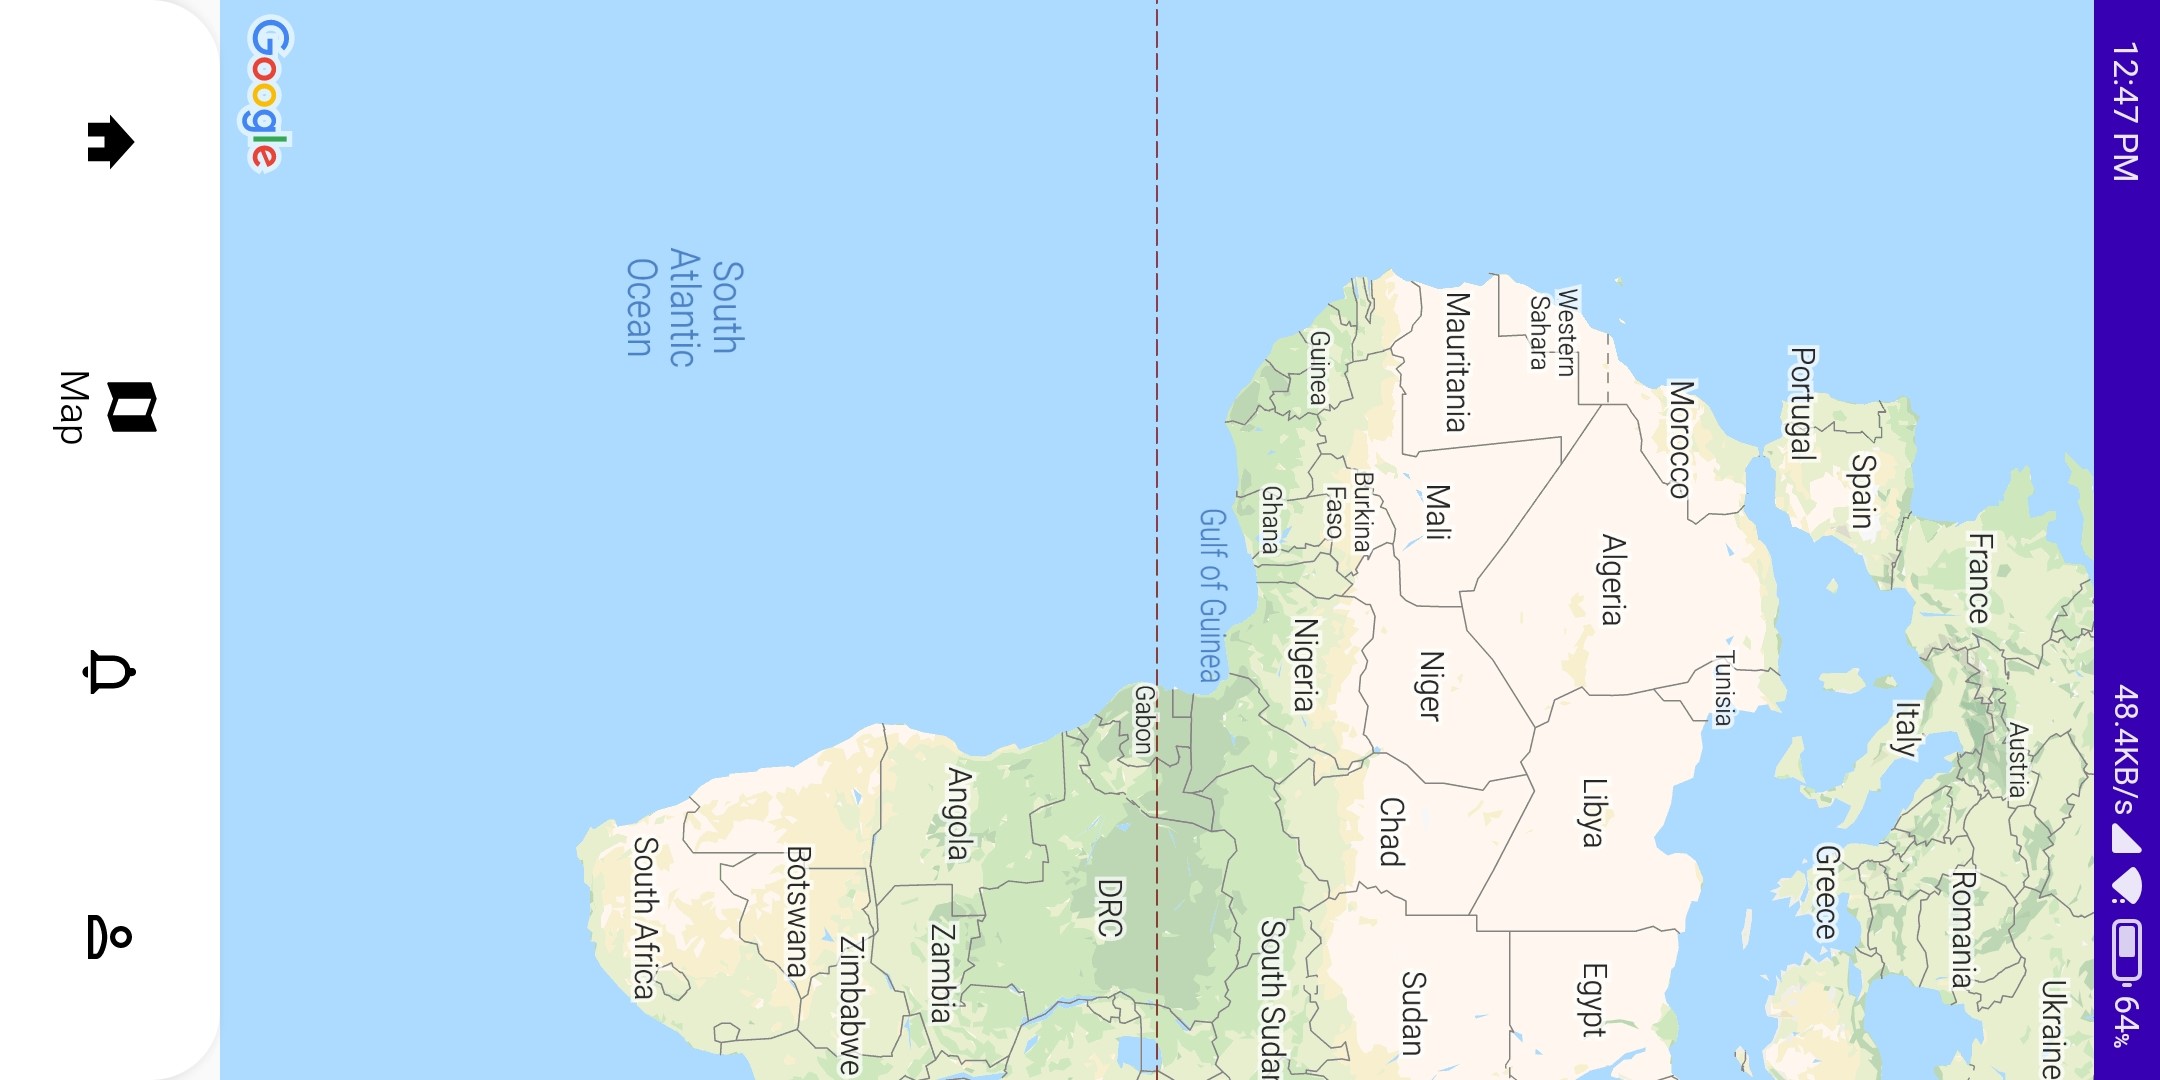 12:47 PM
48.4KB/s
64%
Ukraine
France
Austria
Romania
Italy
Spain
Portugal
Greece
Tunisia
Morocco
Algeria
Libya
Egypt
Western
Sahara
Mauritania
Mali
Niger
Chad
Sudan
Burkina
Faso
Guinea
Ghana
Nigeria
South Sudan
Gulf of Guinea
Gabon
DRC
Angola
Zambia
Zimbabwe
Botswana
South Africa
South
Atlantic
Ocean
Google
Map